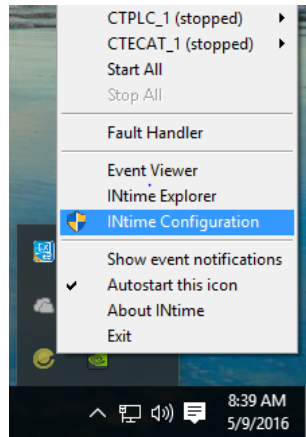 CTPLC_1 (stopped)
CTECAT_1 (stopped)
Start All
Stop All
Fault Handler
Event Viewer
INtime Explorer
INtime Configuration
Show event notifications
Autostart this icon
About INtime
Exit
8:39 AM
5/9/2016